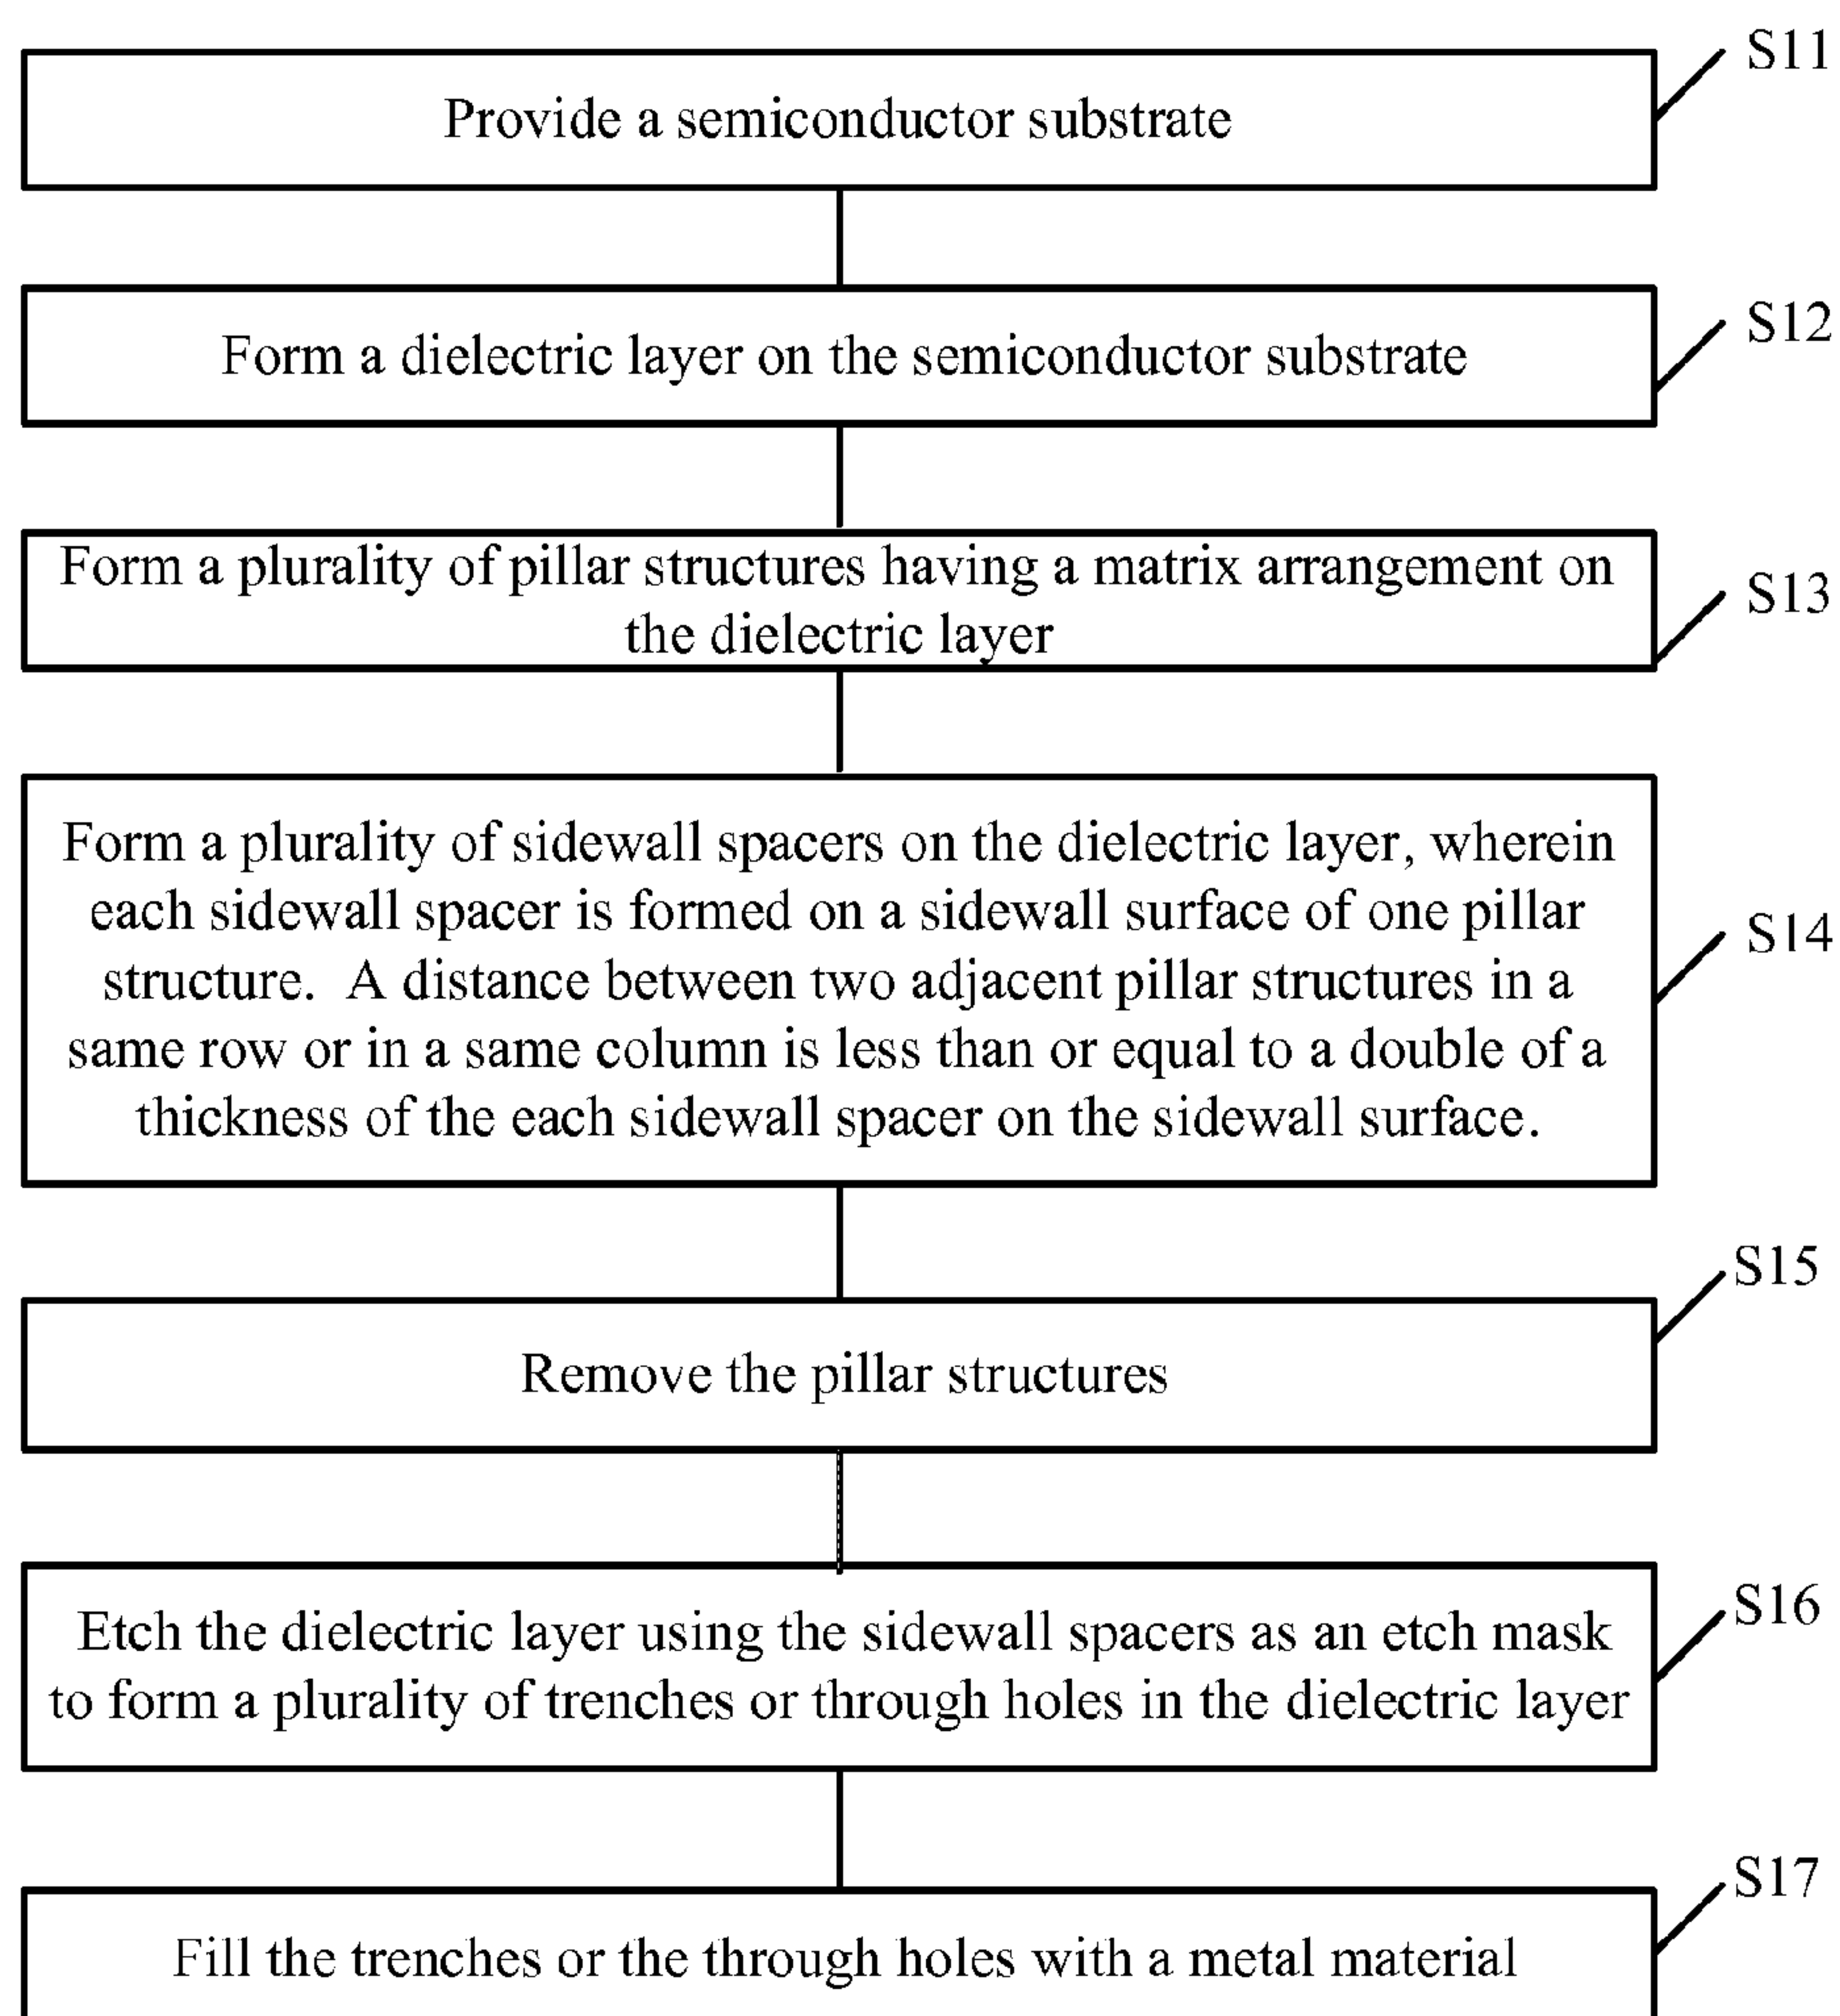 S11
Provide a semiconductor substrate
S12
Form a dielectric layer on the semiconductor substrate
S13
Form a plurality of pillar structures having a matrix arrangement on
the dielectric layer
S14
Form a plurality of sidewall spacers on the dielectric layer, wherein
each sidewall spacer is formed on a sidewall surface of one pillar
structure.  A distance between two adjacent pillar structures in a
same row or in a same column is less than or equal to a double of a
thickness of the each sidewall spacer on the sidewall surface.
S15
Remove the pillar structures
S16
Etch the dielectric layer using the sidewall spacers as an etch mask
to form a plurality of trenches or through holes in the dielectric layer
S17
Fill the trenches or the through holes with a metal material